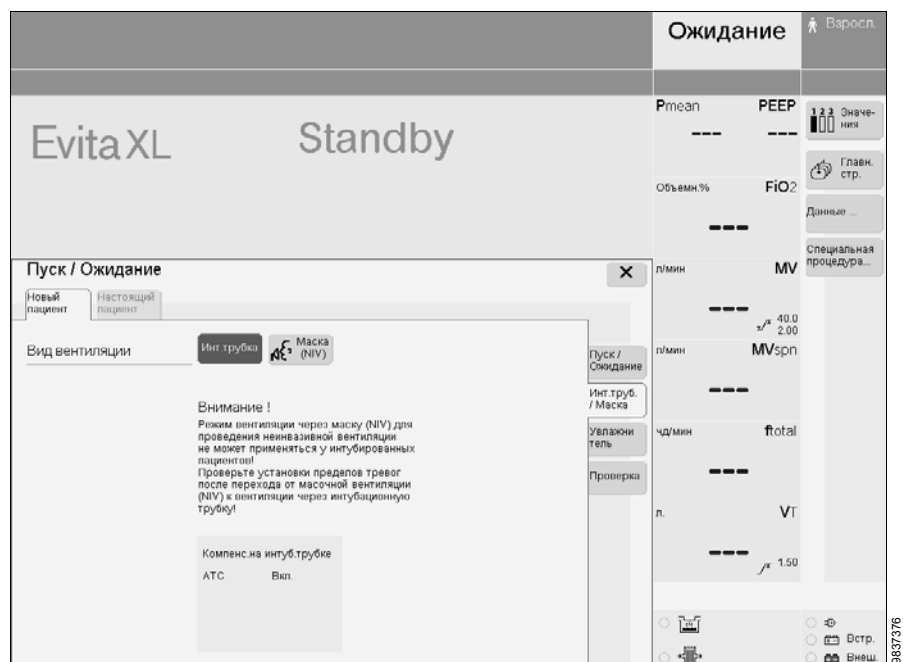 Ожидание
Взросл.
Evita XL
Standby
Pmean PEEP
--- ---
1 2 3 Значе-
ния
Главн.
стр.
Объемн.% FiO2
---
Данные ...
Специальная
процедура...
Пуск / Ожидание
X
Новый
пациент
Настоящий
пациент
л/мин MV
---
40.0
2.00
Вид вентиляции
Инт.трубка
Маска
(NIV)
Пуск /
Ожидание
л/мин MVspn
---
Инт.труб.
/ Маска
Внимание !
Режим вентиляции через маску (NIV) для
проведения неинвазивной вентиляции
не может применяться у интубированных
пациентов!
Проверьте установки пределов тревог
после перехода от масочной вентиляции
(NIV) к вентиляции через интубационную
трубку!
Увлажни
тель
чд/мин ftotal
---
Проверка
л. VT
---
1.50
Компенс.на интуб.трубке
ATC Вкл.
Встр.
Внеш.
9837376